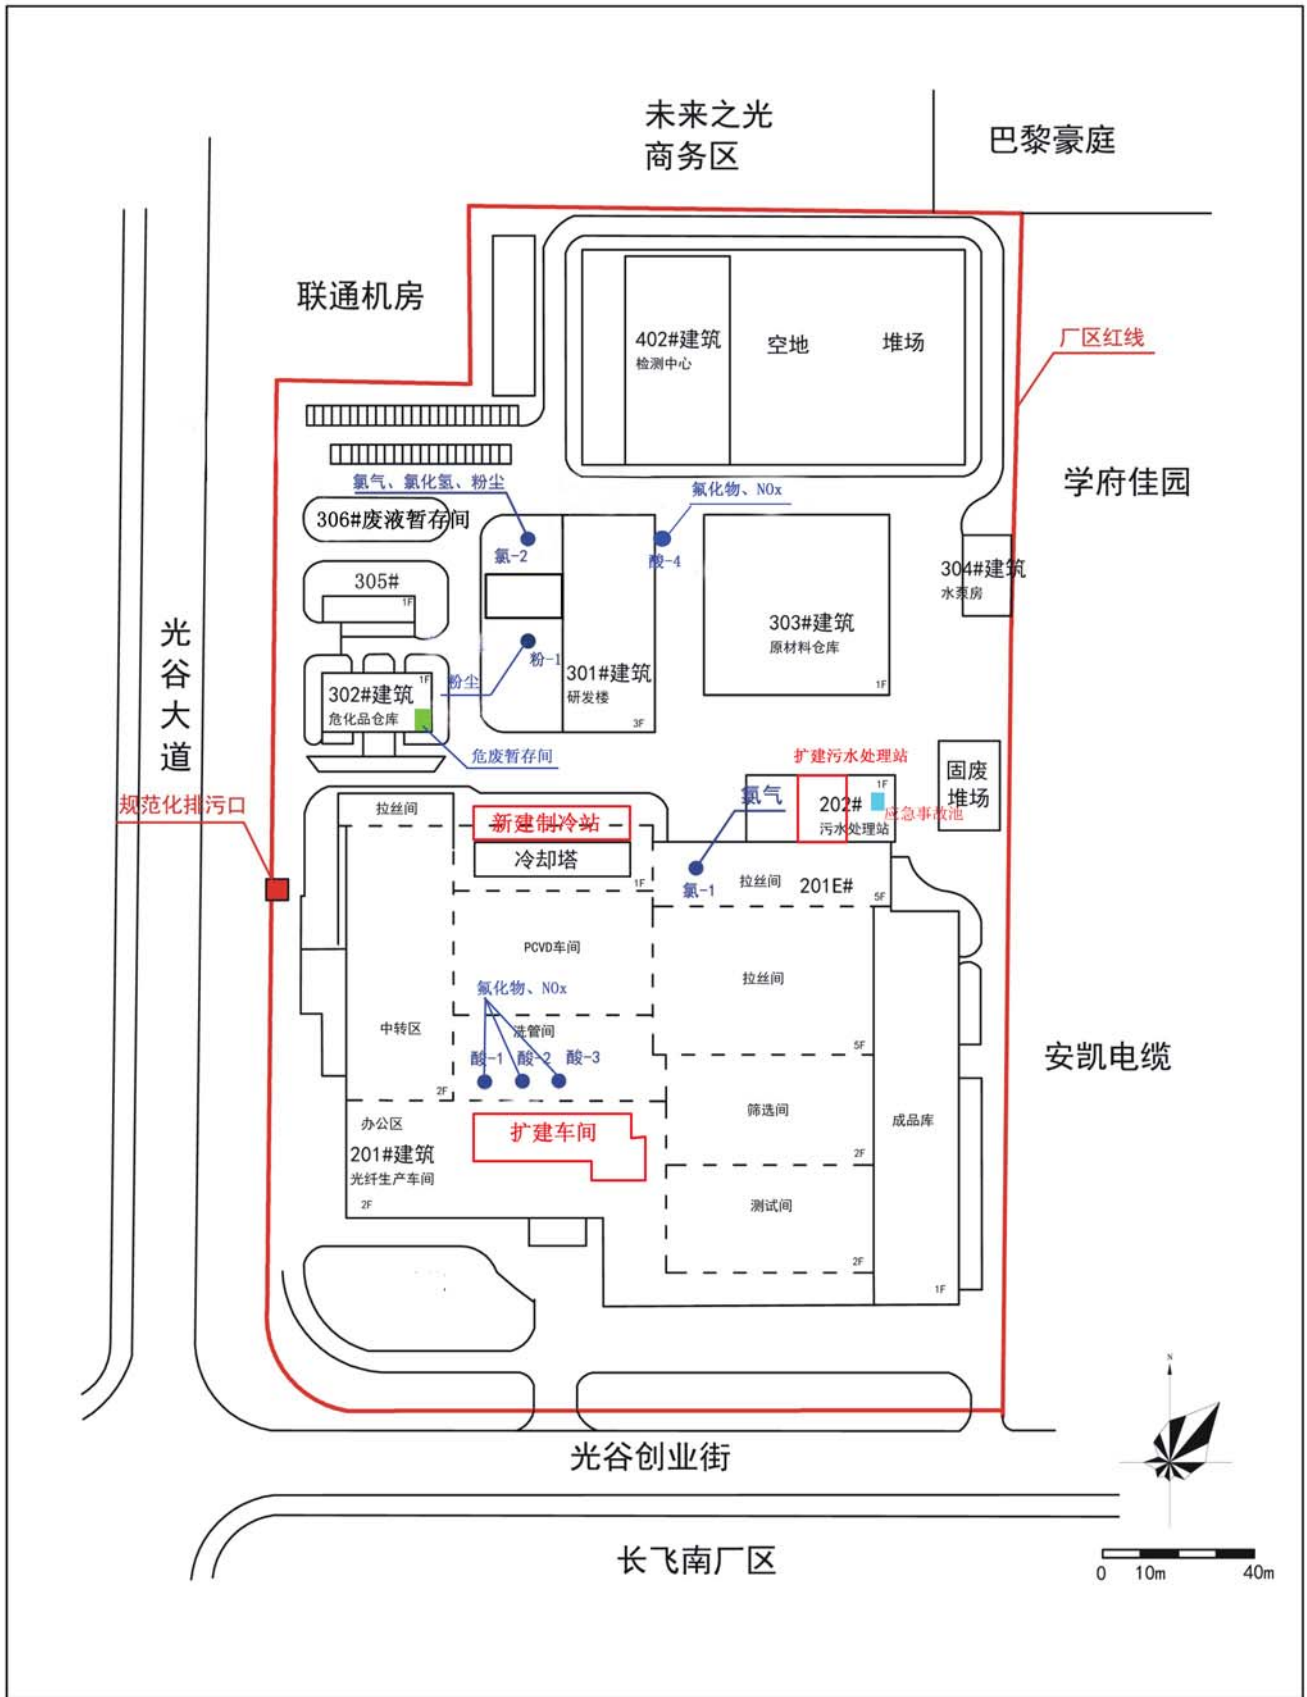 未来之光
商务区
巴黎豪庭
联通机房
402#建筑
检测中心
空地
堆场
厂区红线
学府佳园
氯气、氯化氢、粉尘
氟化物、NOx
306#废液暂存间
氯-2
酸-4
305#
1F
304#建筑
水泵房
303#建筑
原材料仓库
1F
光谷大道
粉-1
301#建筑
研发楼
3F
粉尘
1F
302#建筑
危化品仓库
危废暂存间
扩建污水处理站
固废
堆场
规范化排污口
拉丝间
新建制冷站
冷却塔
1F
氯气
1F
202#
污水处理站
应急事故池
氯-1
拉丝间
201E#
5F
PCVD车间
拉丝间
5F
氟化物、NOx
中转区
洗管间
酸-1
酸-2
酸-3
2F
安凯电缆
办公区
201#建筑
光纤生产车间
2F
扩建车间
筛选间
2F
成品库
测试间
2F
1F
N
光谷创业街
长飞南厂区
0
10m
40m